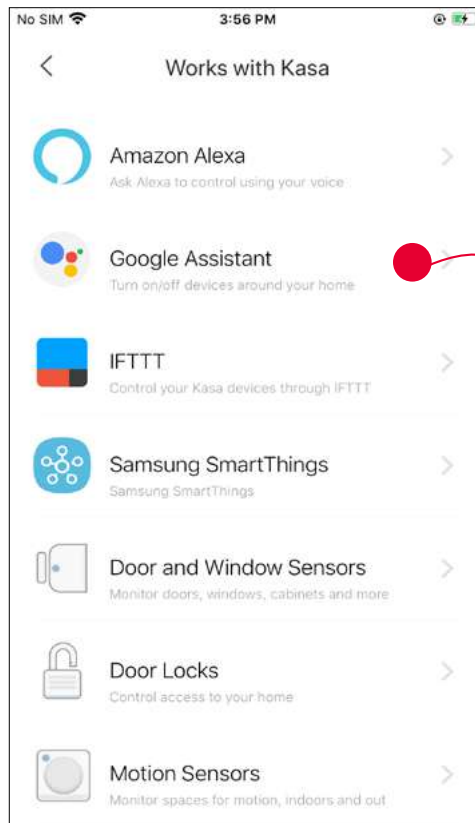 No SIM 3:56 PM
Works with Kasa
Amazon Alexa
Ask Alexa to control using your voice
Google Assistant
Turn on/off devices around your home
IFTTT
Control your Kasa devices through IFTTT
Samsung SmartThings
Samsung SmartThings
Door and Window Sensors
Monitor doors, windows, cabinets and more
Door Locks
Control access to your home
Motion Sensors
Monitor spaces for motion, indoors and out